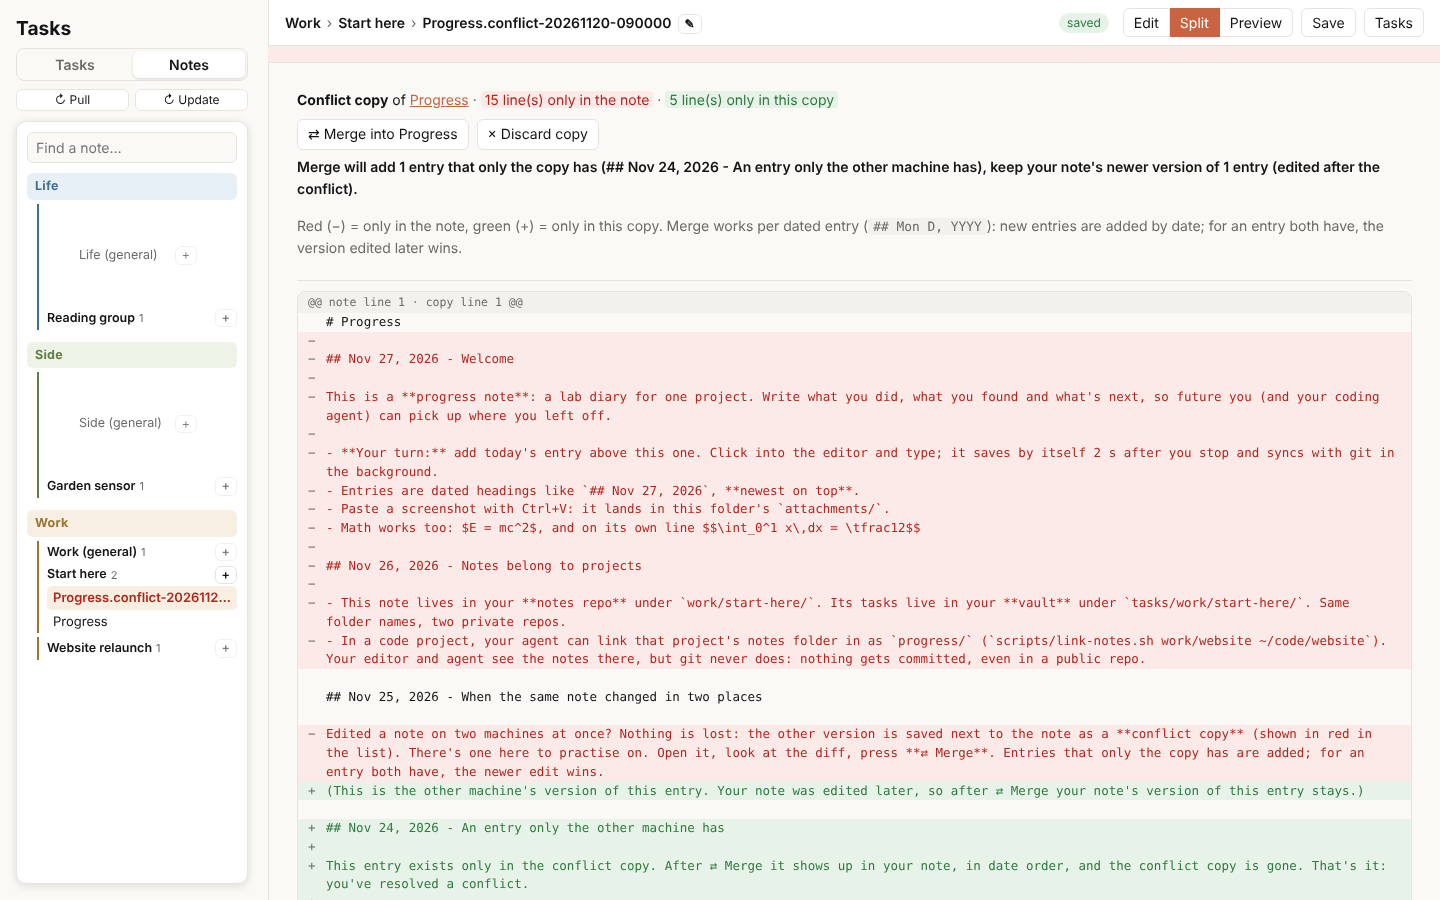 Tasks
Tasks Notes
↻ Pull ↻ Update
Find a note...
Life
Life (general) +
Reading group 1 +
Side
Side (general) +
Garden sensor 1 +
Work
Work (general) 1 +
Start here 2 +
Progress.conflict-2026112...
Progress
Website relaunch 1 +
Work › Start here › Progress.conflict-20261120-090000 ✎
saved Edit Split Preview Save Tasks
Conflict copy of Progress · 15 line(s) only in the note · 5 line(s) only in this copy
⇄ Merge into Progress × Discard copy
Merge will add 1 entry that only the copy has (## Nov 24, 2026 - An entry only the other machine has), keep your note's newer version of 1 entry (edited after the
conflict).
Red (−) = only in the note, green (+) = only in this copy. Merge works per dated entry ( ## Mon D, YYYY ): new entries are added by date; for an entry both have, the
version edited later wins.
@@ note line 1 · copy line 1 @@
# Progress
−
− ## Nov 27, 2026 - Welcome
−
− This is a **progress note**: a lab diary for one project. Write what you did, what you found and what's next, so future you (and your coding
agent) can pick up where you left off.
−
− - **Your turn:** add today's entry above this one. Click into the editor and type; it saves by itself 2 s after you stop and syncs with git in
the background.
− - Entries are dated headings like `## Nov 27, 2026`, **newest on top**.
− - Paste a screenshot with Ctrl+V: it lands in this folder's `attachments/`.
− - Math works too: $E = mc^2$, and on its own line $$\int_0^1 x\,dx = \tfrac12$$
−
− ## Nov 26, 2026 - Notes belong to projects
−
− - This note lives in your **notes repo** under `work/start-here/`. Its tasks live in your **vault** under `tasks/work/start-here/`. Same
folder names, two private repos.
− - In a code project, your agent can link that project's notes folder in as `progress/` (`scripts/link-notes.sh work/website ~/code/website`).
Your editor and agent see the notes there, but git never does: nothing gets committed, even in a public repo.
## Nov 25, 2026 - When the same note changed in two places
− Edited a note on two machines at once? Nothing is lost: the other version is saved next to the note as a **conflict copy** (shown in red in
the list). There's one here to practise on. Open it, look at the diff, press **⇄ Merge**. Entries that only the copy has are added; for an
entry both have, the newer edit wins.
+ (This is the other machine's version of this entry. Your note was edited later, so after ⇄ Merge your note's version of this entry stays.)
+ ## Nov 24, 2026 - An entry only the other machine has
+
+ This entry exists only in the conflict copy. After ⇄ Merge it shows up in your note, in date order, and the conflict copy is gone. That's it:
you've resolved a conflict.